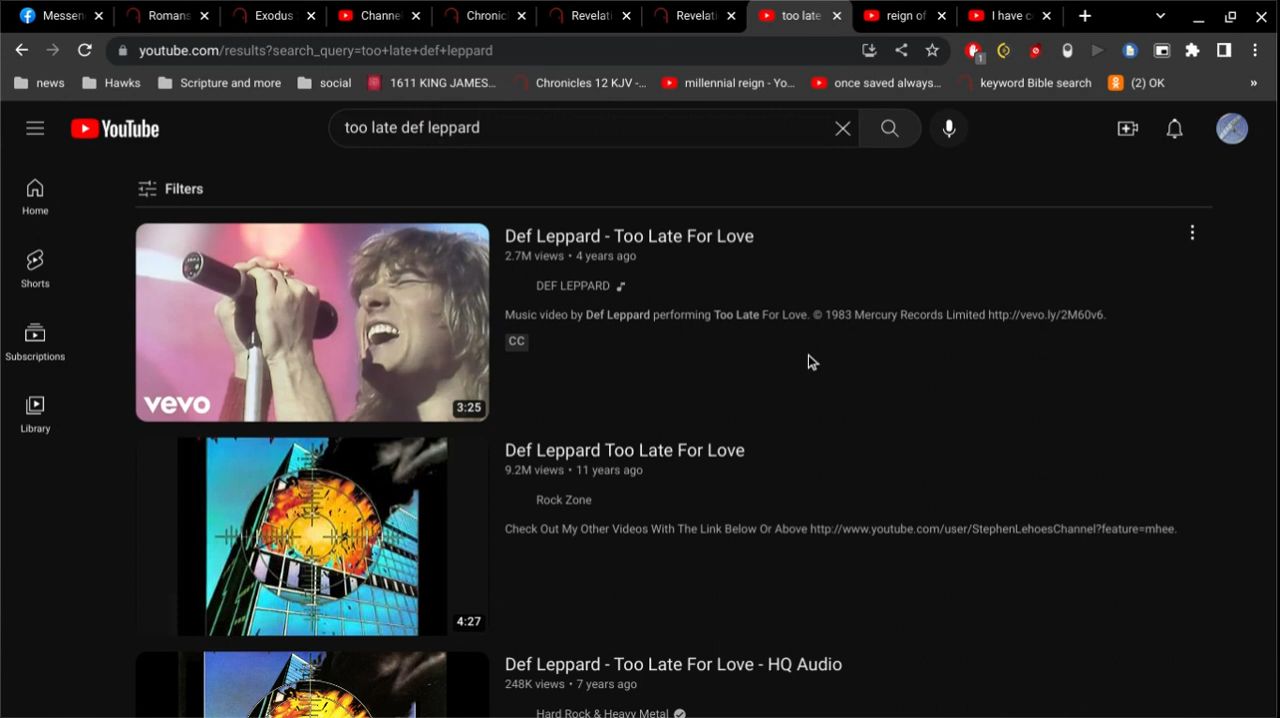 Messen
Romans
Exodus
Channel
Chronic
Revelati
Revelati
too late
reign of
I have c
youtube.com/results?search_query=too+late+def+leppard
1
news
Hawks
Scripture and more
social
1611 KING JAMES...
Chronicles 12 KJV -...
millennial reign - Yo...
once saved always...
keyword Bible search
(2) OK
»
YouTube
too late def leppard
Home
Shorts
Subscriptions
Library
Filters
vevo
3:25
Def Leppard - Too Late For Love
2.7M views • 4 years ago
DEF LEPPARD
Music video by Def Leppard performing Too Late For Love. © 1983 Mercury Records Limited http://vevo.ly/2M60v6.
CC
4:27
Def Leppard Too Late For Love
9.2M views • 11 years ago
Rock Zone
Check Out My Other Videos With The Link Below Or Above http://www.youtube.com/user/StephenLehoesChannel?feature=mhee.
Def Leppard - Too Late For Love - HQ Audio
248K views • 7 years ago
Hard Rock & Heavy Metal